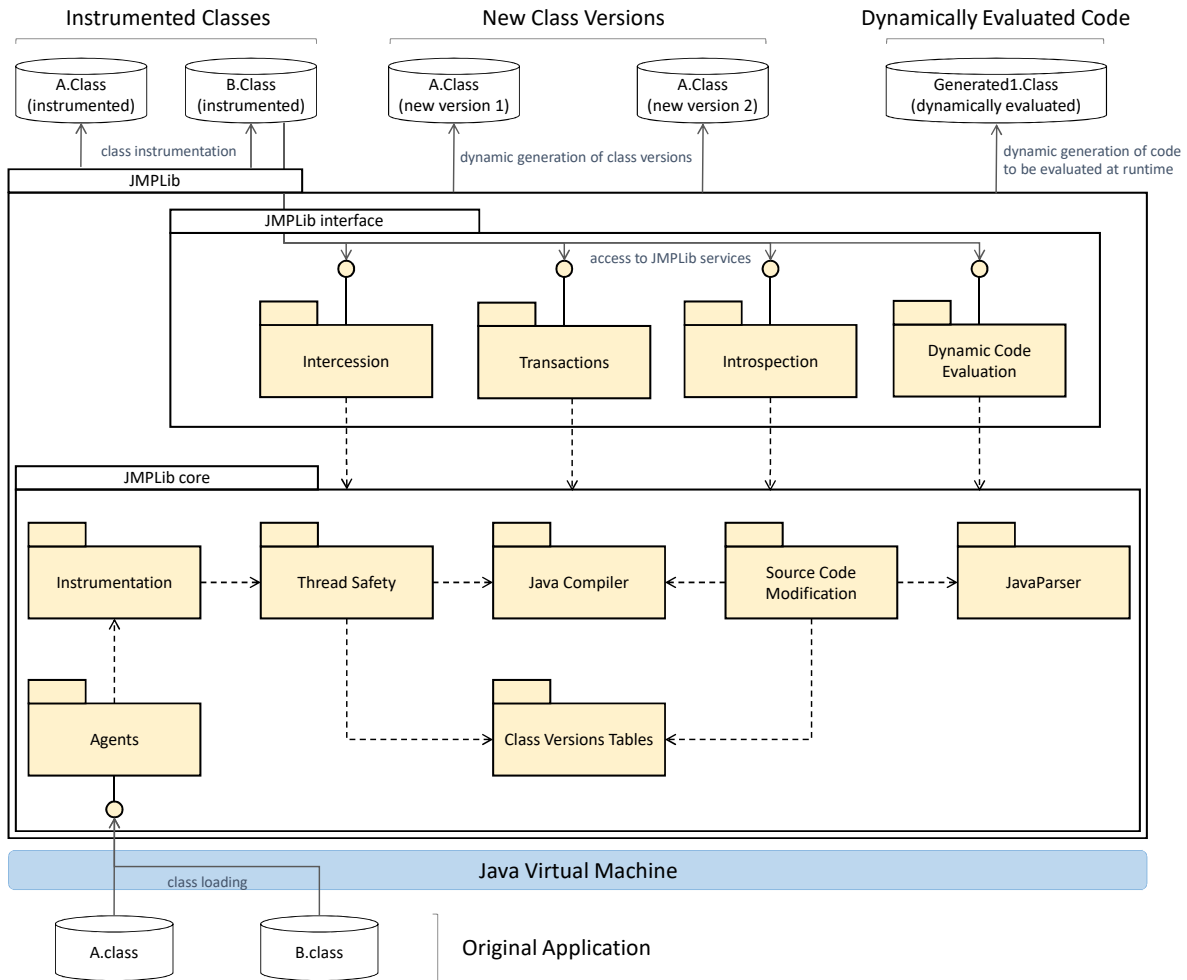 Instrumented Classes
New Class Versions
Dynamically Evaluated Code
A.Class
(instrumented)
B.Class
(instrumented)
A.Class
(new version 1)
A.Class
(new version 2)
Generated1.Class
(dynamically evaluated)
class instrumentation
dynamic generation of class versions
dynamic generation of code
to be evaluated at runtime
JMPLib
JMPLib interface
access to JMPLib services
Intercession
Transactions
Introspection
Dynamic Code
Evaluation
JMPLib core
Instrumentation
Thread Safety
Java Compiler
Source Code
Modification
JavaParser
Agents
Class Versions Tables
Java Virtual Machine
class loading
A.class
B.class
Original Application